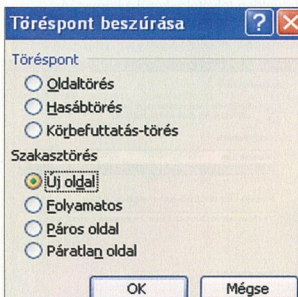 Töréspont beszúrása
Töréspont
Oldaltörés
Hasábtörés
Körbefuttatás-törés
Szakasztörés
Új oldal
Folyamatos
Páros oldal
Páratlan oldal
OK Mégse